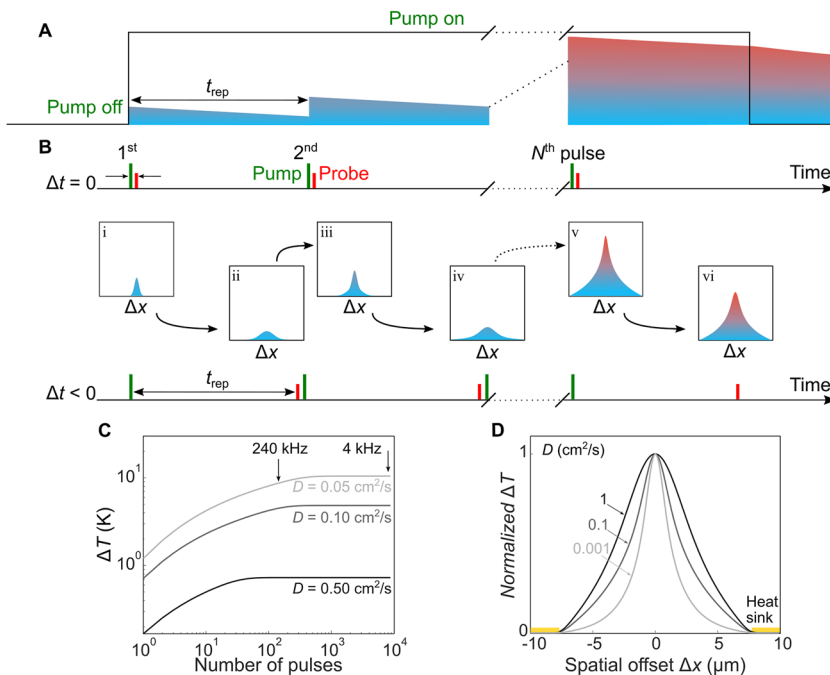 A
Pump on
Pump off
t_rep
B
1st
2nd
Nth pulse
Δt = 0
Pump
Probe
Time
i
ii
iii
iv
v
vi
Δx
Δx
Δx
Δx
Δx
Δx
Δt < 0
t_rep
Time
C
240 kHz
4 kHz
D = 0.05 cm²/s
D = 0.10 cm²/s
D = 0.50 cm²/s
ΔT (K)
10¹
10⁰
10⁰ 10¹ 10² 10³ 10⁴
Number of pulses
D
D (cm²/s)
1
0.1
0.001
Heat
sink
Normalized ΔT
1
0
-10 -5 0 5 10
Spatial offset Δx (μm)